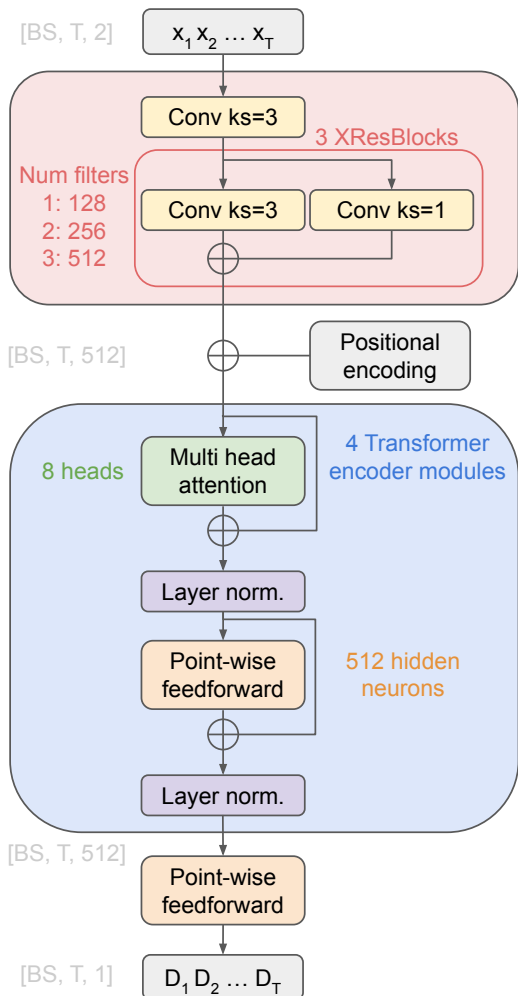 [BS, T, 2]
x₁ x₂ … x_T
Conv ks=3
3 XResBlocks
Num filters
1: 128
2: 256
3: 512
Conv ks=3
Conv ks=1
[BS, T, 512]
Positional
encoding
8 heads
Multi head
attention
4 Transformer
encoder modules
Layer norm.
Point-wise
feedforward
512 hidden
neurons
Layer norm.
[BS, T, 512]
Point-wise
feedforward
[BS, T, 1]
D₁ D₂ … D_T